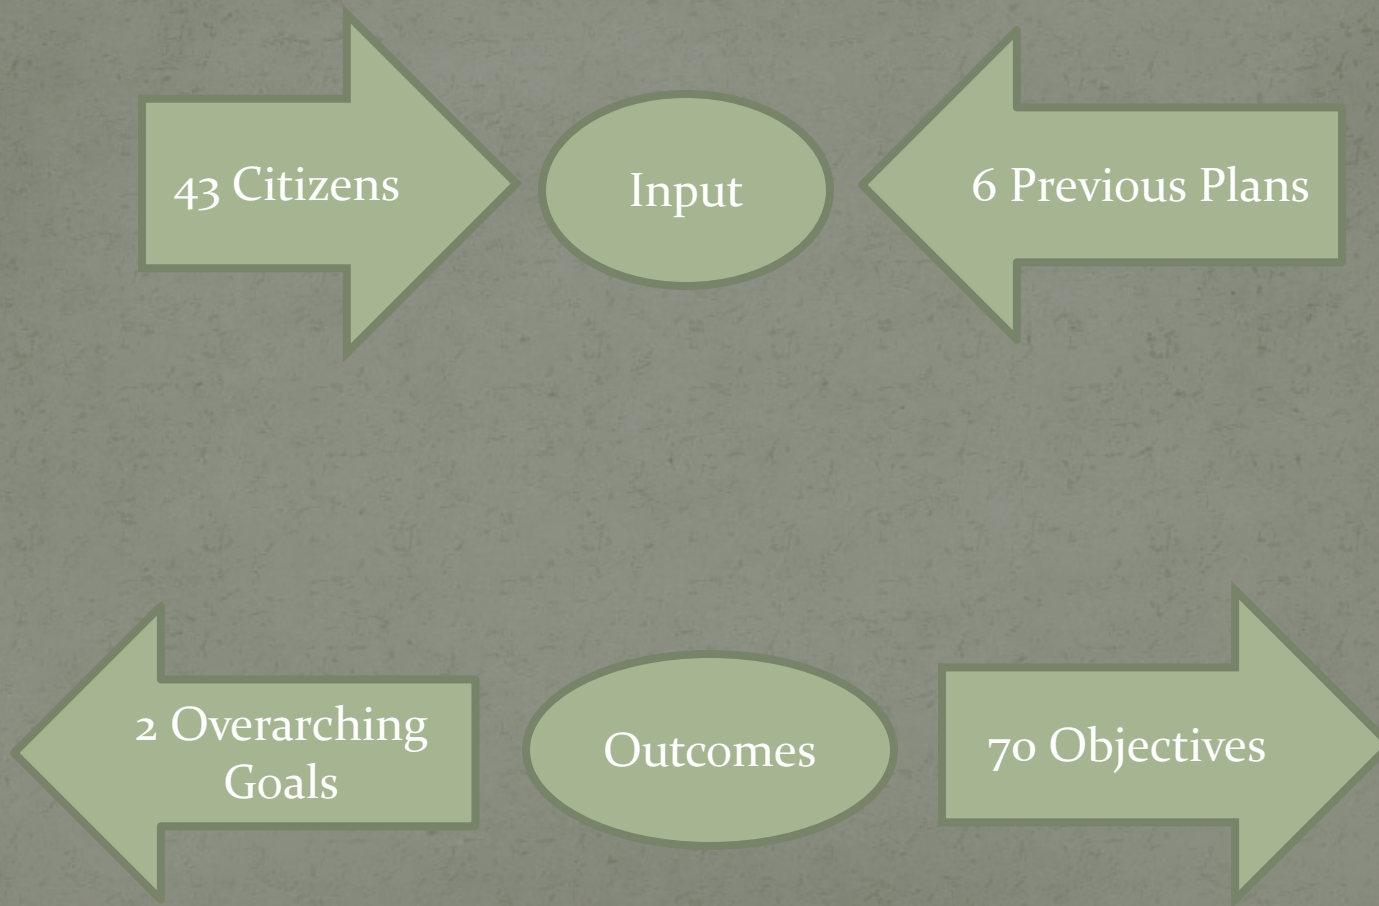 43 Citizens
Input
6 Previous Plans
2 Overarching
Goals
Outcomes
70 Objectives